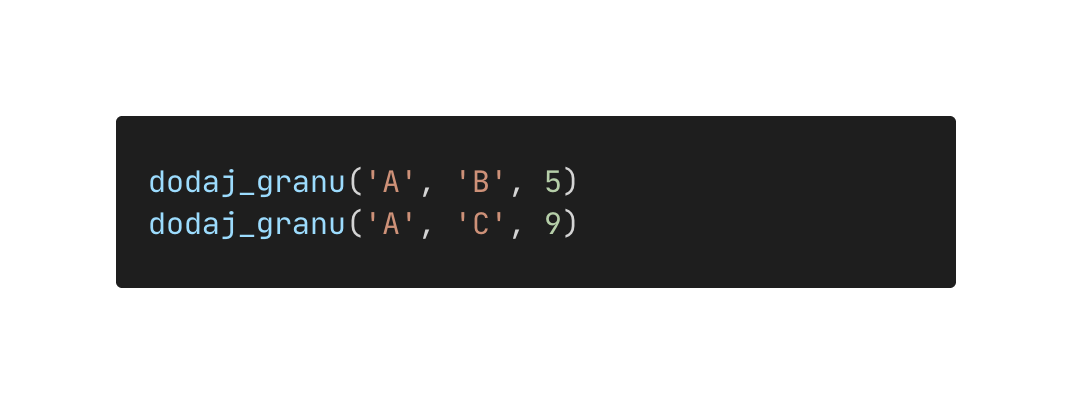 dodaj_granu('A', 'B', 5)
dodaj_granu('A', 'C', 9)